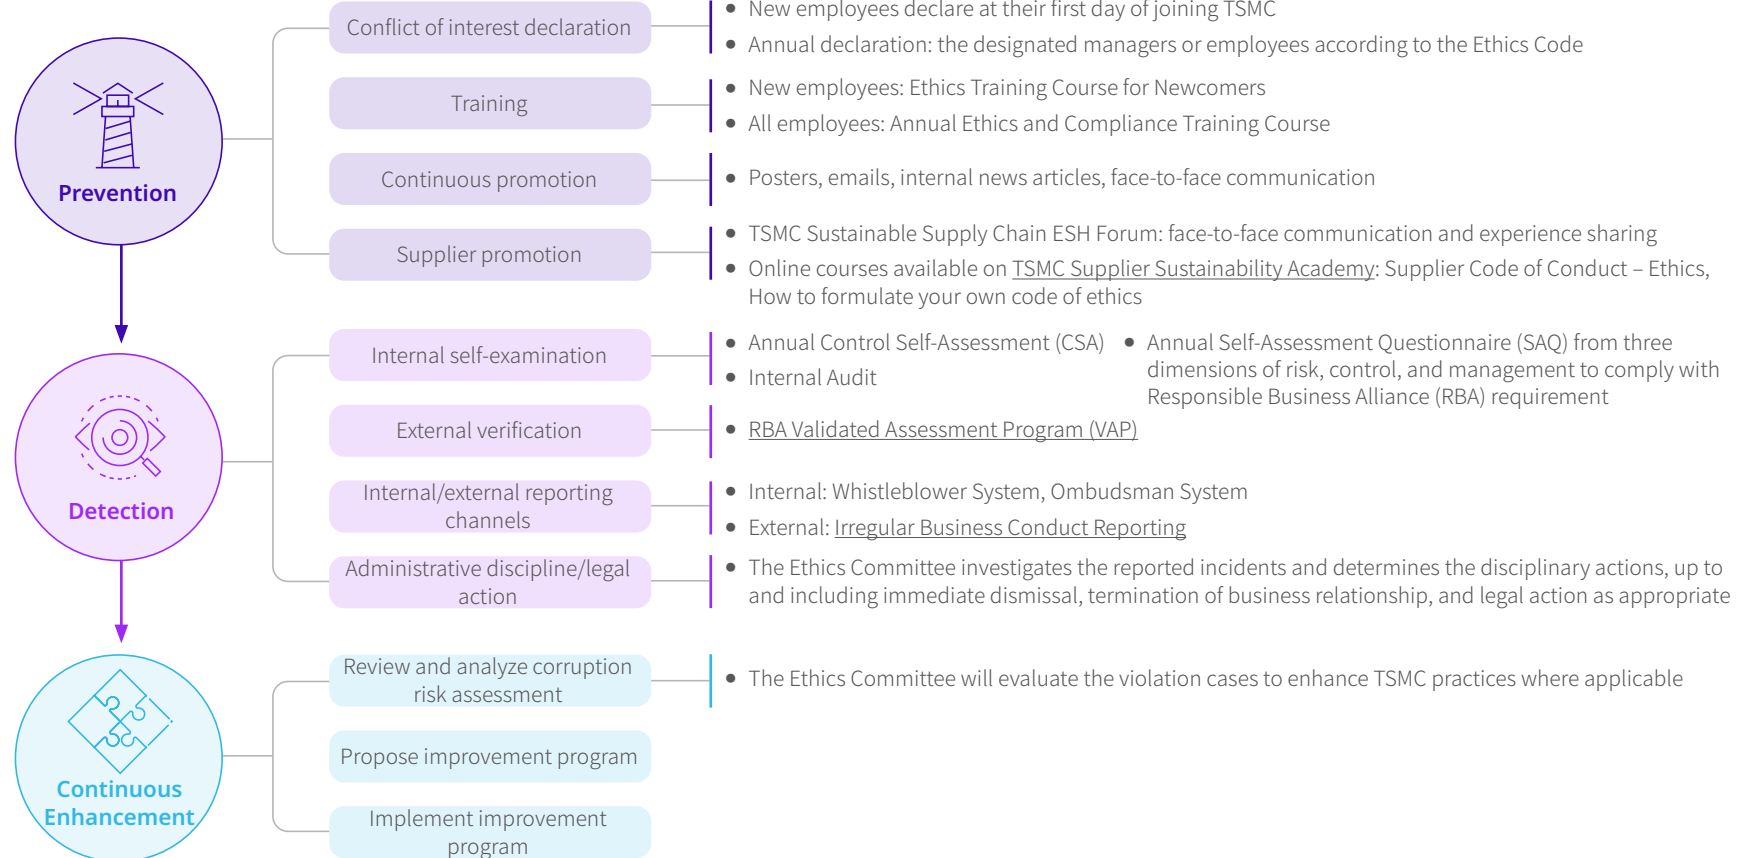 Prevention
Conflict of interest declaration
New employees declare at their first day of joining TSMC
Annual declaration: the designated managers or employees according to the Ethics Code
Training
New employees: Ethics Training Course for Newcomers
All employees: Annual Ethics and Compliance Training Course
Continuous promotion
Posters, emails, internal news articles, face-to-face communication
Supplier promotion
TSMC Sustainable Supply Chain ESH Forum: face-to-face communication and experience sharing
Online courses available on TSMC Supplier Sustainability Academy: Supplier Code of Conduct – Ethics,
How to formulate your own code of ethics
Detection
Internal self-examination
Annual Control Self-Assessment (CSA)
Internal Audit
Annual Self-Assessment Questionnaire (SAQ) from three
dimensions of risk, control, and management to comply with
Responsible Business Alliance (RBA) requirement
External verification
RBA Validated Assessment Program (VAP)
Internal/external reporting
channels
Internal: Whistleblower System, Ombudsman System
External: Irregular Business Conduct Reporting
Administrative discipline/legal
action
The Ethics Committee investigates the reported incidents and determines the disciplinary actions, up to
and including immediate dismissal, termination of business relationship, and legal action as appropriate
Continuous
Enhancement
Review and analyze corruption
risk assessment
The Ethics Committee will evaluate the violation cases to enhance TSMC practices where applicable
Propose improvement program
Implement improvement
program